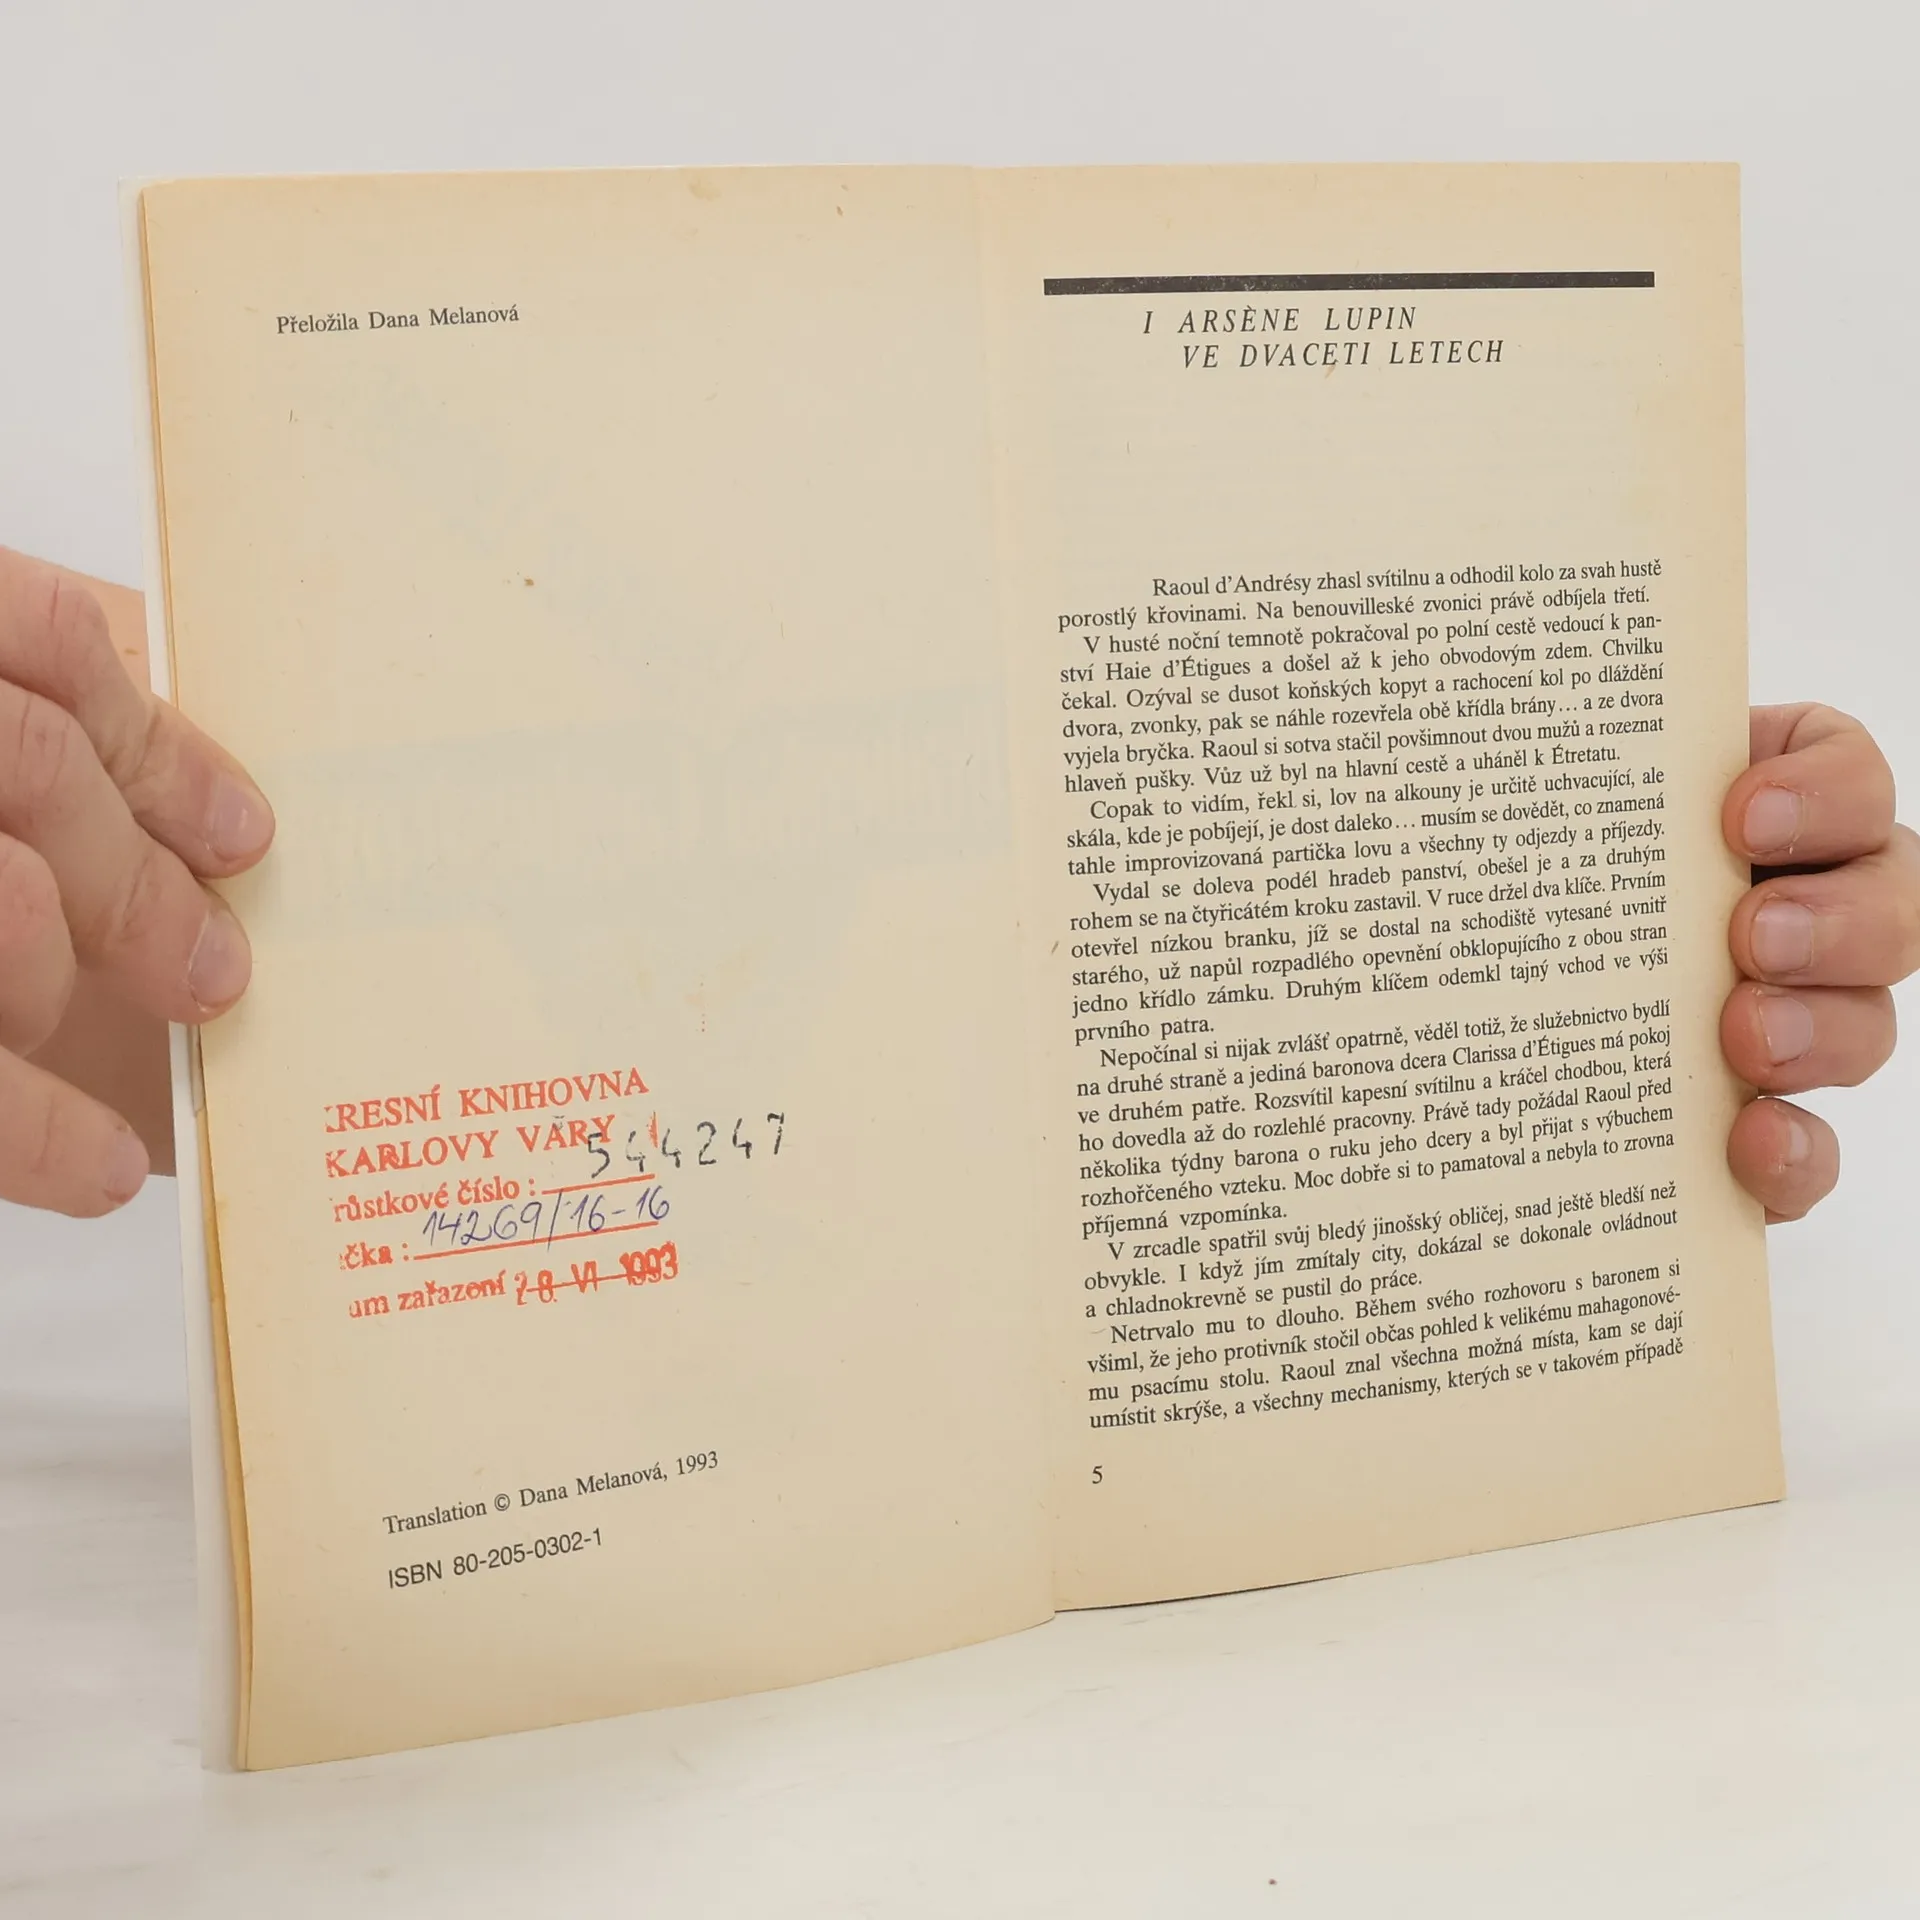 Přeložila Dana Melanová
RESNÍ KNIHOVNA
KARLOVY VARY
růstkové číslo : 544247
čka : 14269/16-16
um zařazení 28. VI 1993
Translation © Dana Melanová, 1993
ISBN 80-205-0302-1
I ARSÈNE LUPIN
VE DVACETI LETECH
Raoul d’Andrésy zhasl svítilnu a odhodil kolo za svah hustě
porostlý křovinami. Na benouvilleské zvonici právě odbíjela třetí.
V husté noční temnotě pokračoval po polní cestě vedoucí k pan-
ství Haie d’Étigues a došel až k jeho obvodovým zdem. Chvilku
čekal. Ozýval se dusot koňských kopyt a rachocení kol po dláždění
dvora, zvonky, pak se náhle rozevřela obě křídla brány... a ze dvora
vyjela bryčka. Raoul si sotva stačil povšimnout dvou mužů a rozeznat
hlaveň pušky. Vůz už byl na hlavní cestě a uháněl k Étretatu.
Copak to vidím, řekl si, lov na alkouny je určitě uchvacující, ale
skála, kde je pobíjejí, je dost daleko... musím se dovědět, co znamená
tahle improvizovaná partička lovu a všechny ty odjezdy a příjezdy.
Vydal se doleva podél hradeb panství, obešel je a za druhým
rohem se na čtyřicátém kroku zastavil. V ruce držel dva klíče. Prvním
otevřel nízkou branku, jíž se dostal na schodiště vytesané uvnitř
starého, už napůl rozpadlého opevnění obklopujícího z obou stran
jedno křídlo zámku. Druhým klíčem odemkl tajný vchod ve výši
prvního patra.
Nepočínal si nijak zvlášť opatrně, věděl totiž, že služebnictvo bydlí
na druhé straně a jediná baronova dcera Clarissa d’Étigues má pokoj
ve druhém patře. Rozsvítil kapesní svítilnu a kráčel chodbou, která
ho dovedla až do rozlehlé pracovny. Právě tady požádal Raoul před
několika týdny barona o ruku jeho dcery a byl přijat s výbuchem
rozhořčeného vzteku. Moc dobře si to pamatoval a nebyla to zrovna
příjemná vzpomínka.
V zrcadle spatřil svůj bledý jinošský obličej, snad ještě bledší než
obvykle. I když jím zmítaly city, dokázal se dokonale ovládnout
a chladnokrevně se pustil do práce.
Netrvalo mu to dlouho. Během svého rozhovoru s baronem si
všiml, že jeho protivník stočil občas pohled k velikému mahagonové-
mu psacímu stolu. Raoul znal všechna možná místa, kam se dají
umístit skrýše, a všechny mechanismy, kterých se v takovém případě
5